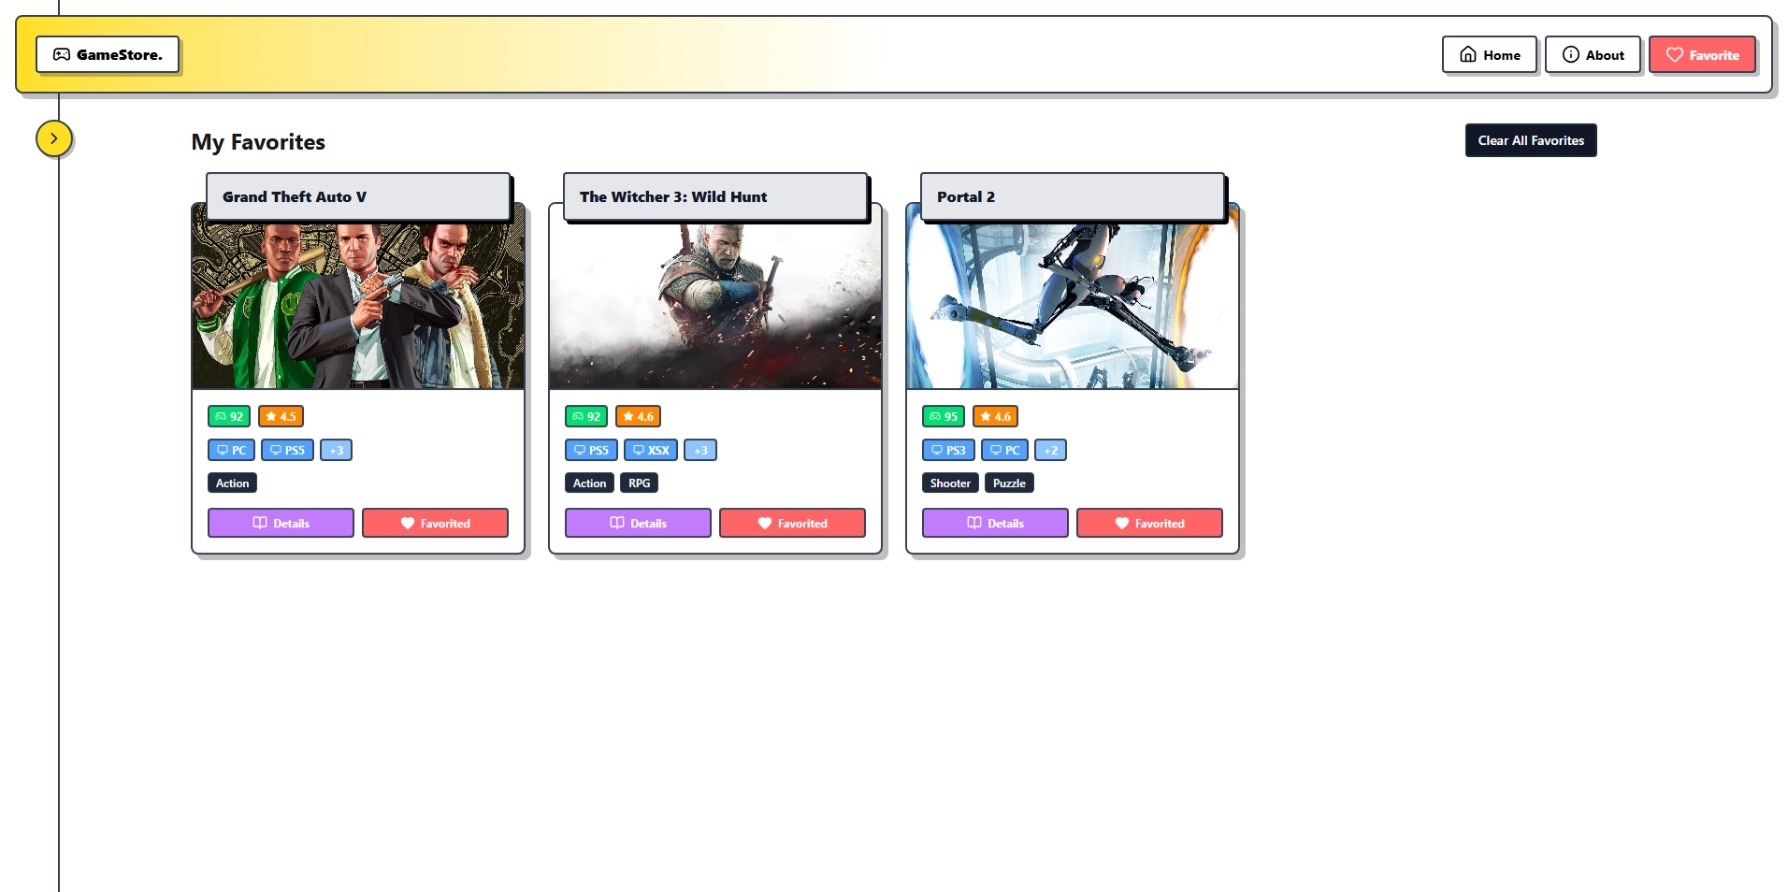 GameStore.
Home
About
Favorite
My Favorites
Clear All Favorites
Grand Theft Auto V
92
4.5
PC
PS5
+3
Action
Details
Favorited
The Witcher 3: Wild Hunt
92
4.6
PS5
XSX
+3
Action
RPG
Details
Favorited
Portal 2
95
4.6
PS3
PC
+2
Shooter
Puzzle
Details
Favorited